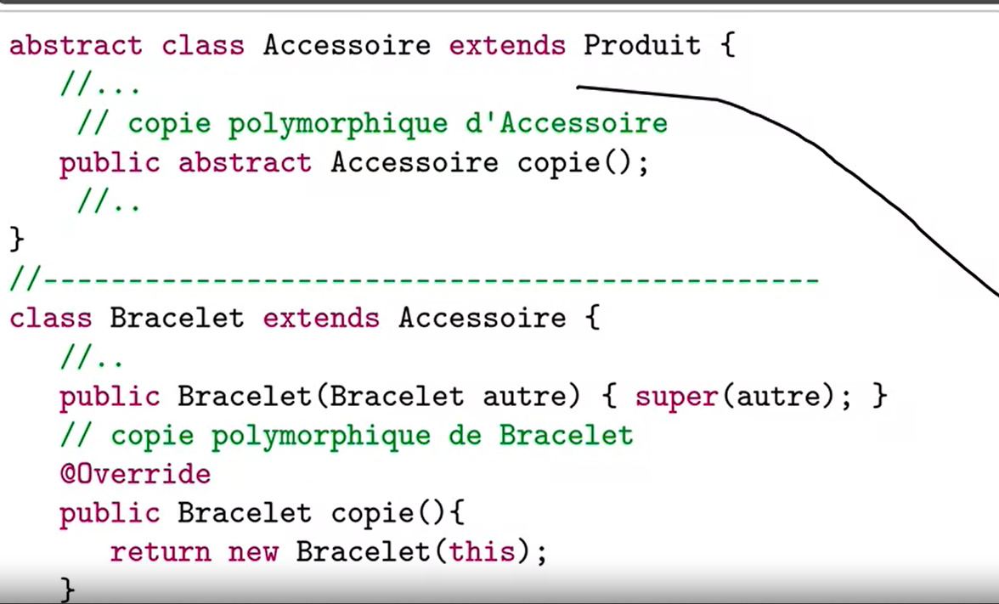 abstract class Accessoire extends Produit {
//...
// copie polymorphique d'Accessoire
public abstract Accessoire copie();
//..
}
//----------------------------------------------
class Bracelet extends Accessoire {
//..
public Bracelet(Bracelet autre) { super(autre); }
// copie polymorphique de Bracelet
@Override
public Bracelet copie(){
return new Bracelet(this);
}